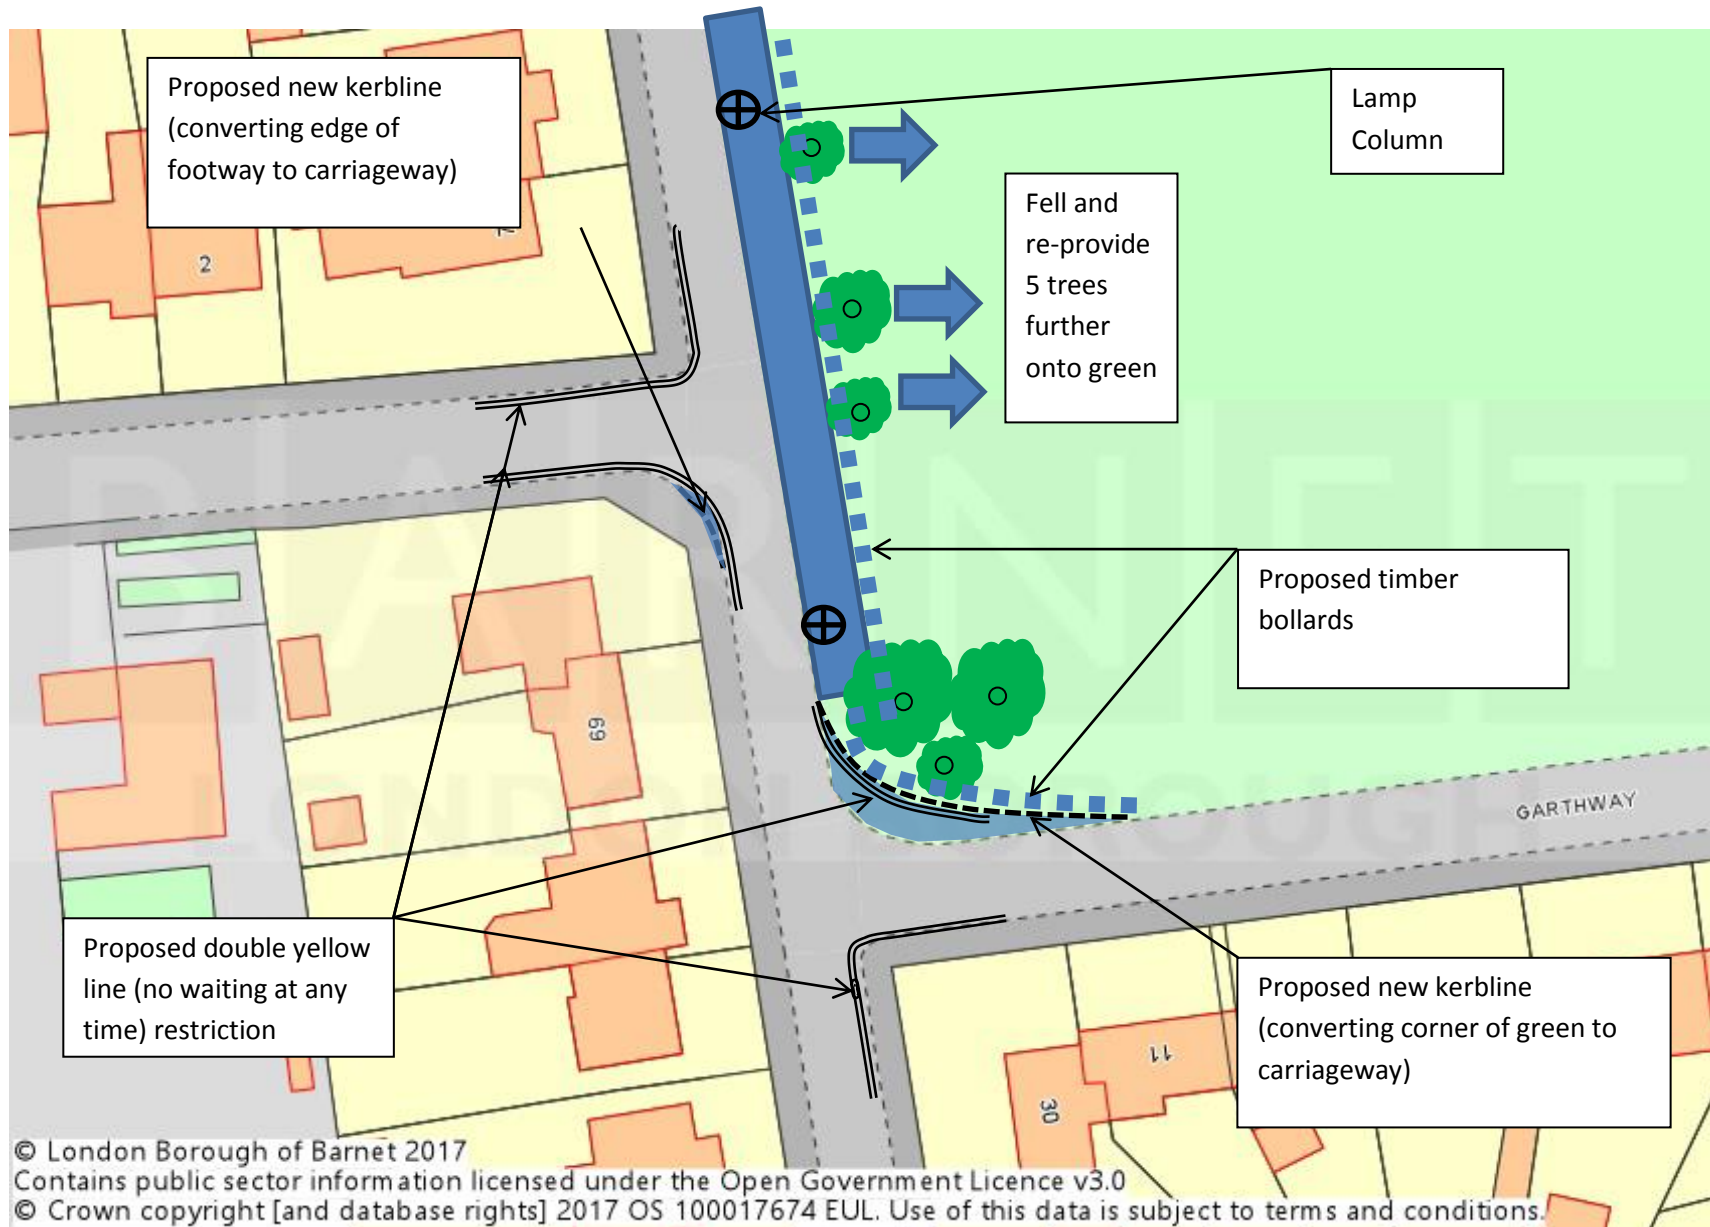 Proposed new kerbline
(converting edge of
footway to carriageway)
Lamp
Column
Fell and
re-provide
5 trees
further
onto green
2
Proposed timber
bollards
BARNET
LONDON BOROUGH
69
GARTHWAY
Proposed double yellow
line (no waiting at any
time) restriction
Proposed new kerbline
(converting corner of green to
carriageway)
11
30
© London Borough of Barnet 2017
Contains public sector information licensed under the Open Government Licence v3.0
© Crown copyright [and database rights] 2017 OS 100017674 EUL. Use of this data is subject to terms and conditions.